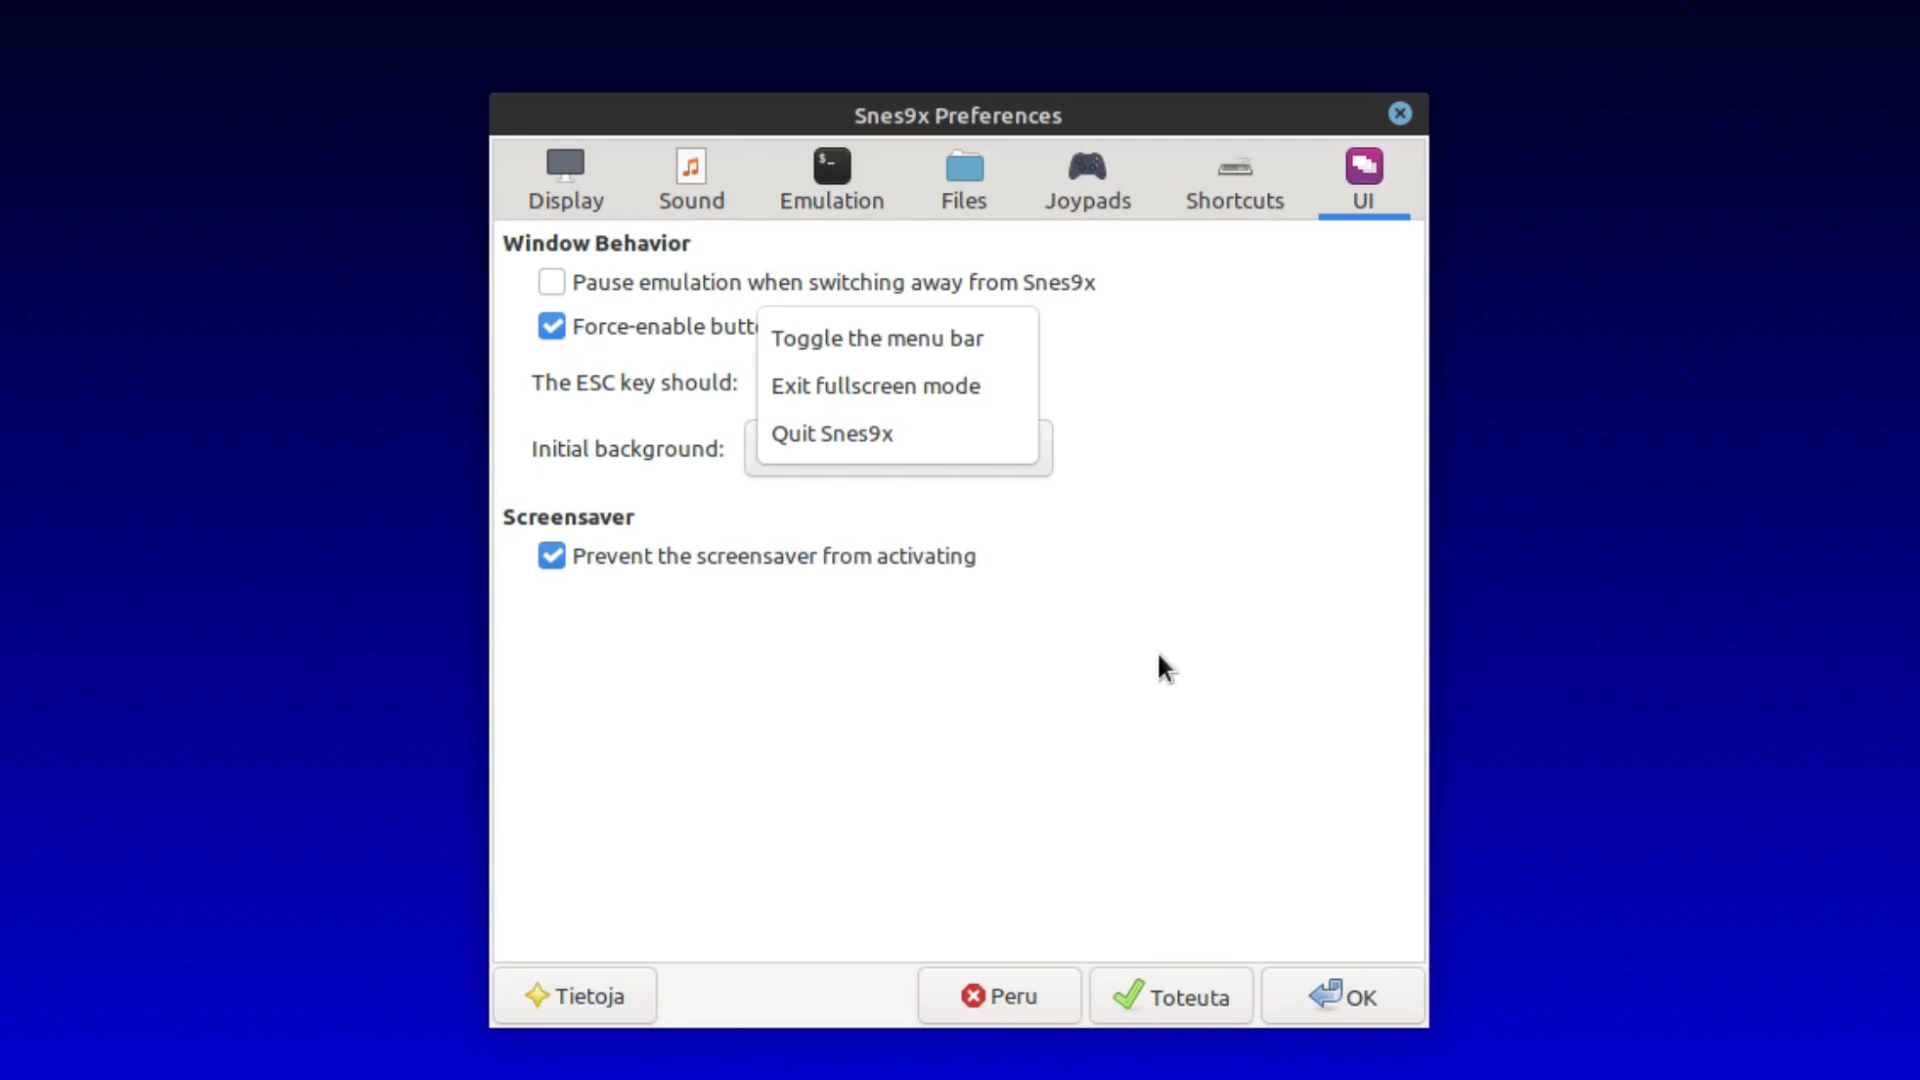 Snes9x Preferences
Display Sound Emulation Files Joypads Shortcuts UI
Window Behavior
Pause emulation when switching away from Snes9x
Force-enable
Toggle the menu bar
The ESC key should:
Exit fullscreen mode
Quit Snes9x
Initial background:
Screensaver
Prevent the screensaver from activating
Tietoja Peru Toteuta OK